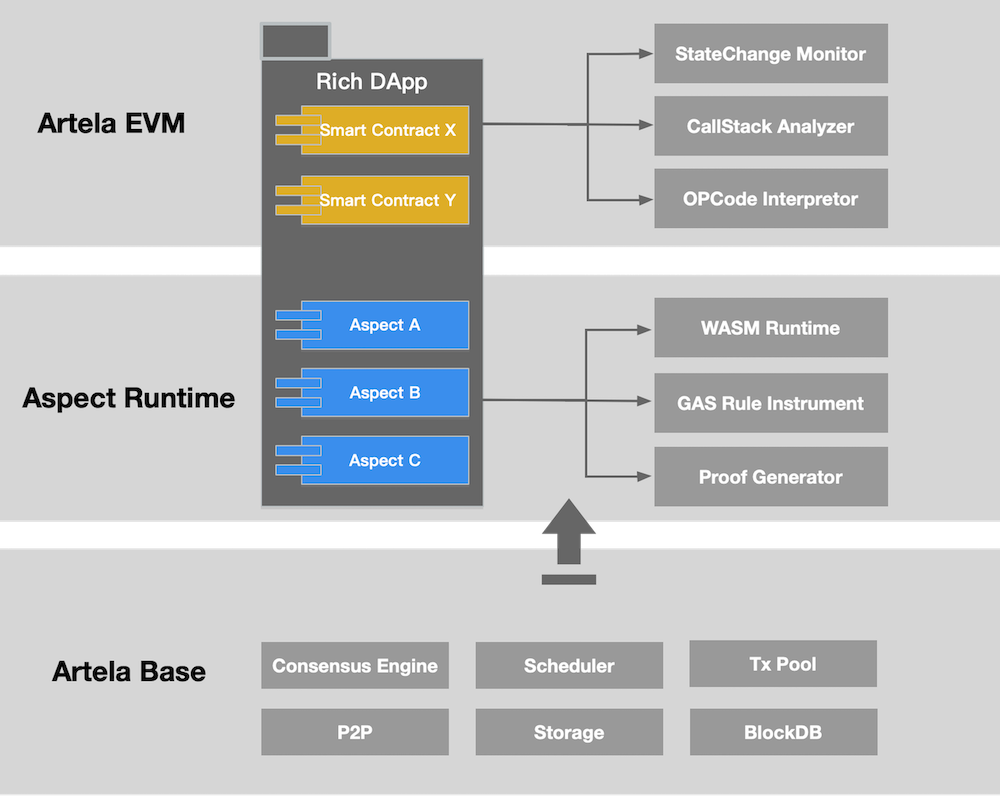 Artela EVM
Rich DApp
Smart Contract X
Smart Contract Y
StateChange Monitor
CallStack Analyzer
OPCode Interpretor
Aspect Runtime
Aspect A
Aspect B
Aspect C
WASM Runtime
GAS Rule Instrument
Proof Generator
Artela Base
Consensus Engine
Scheduler
Tx Pool
P2P
Storage
BlockDB